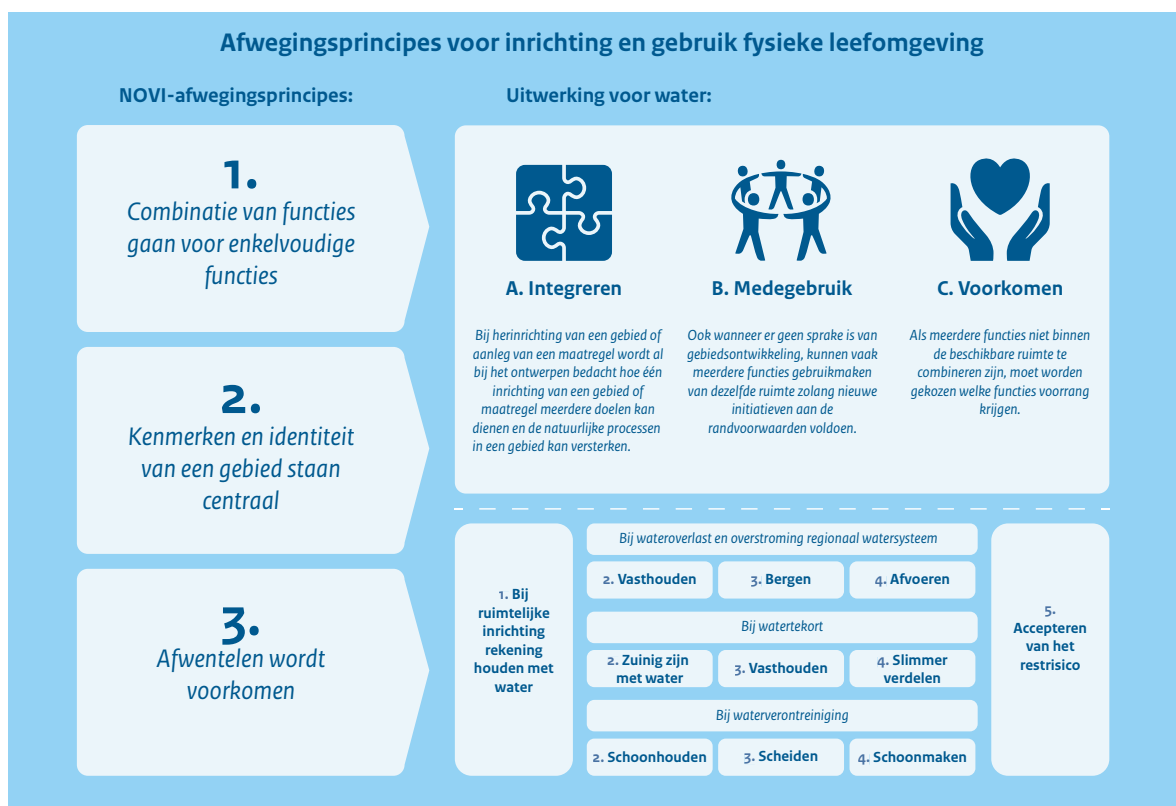 Afwegingsprincipes voor inrichting en gebruik fysieke leefomgeving
NOVI-afwegingsprincipes:
1.
Combinatie van functies
gaan voor enkelvoudige
functies
2.
Kenmerken en identiteit
van een gebied staan
centraal
3.
Afwentelen wordt
voorkomen
Uitwerking voor water:
A. Integreren
Bij herinrichting van een gebied of
aanleg van een maatregel wordt al
bij het ontwerpen bedacht hoe één
inrichting van een gebied of
maatregel meerdere doelen kan
dienen en de natuurlijke processen
in een gebied kan versterken.
B. Medegebruik
Ook wanneer er geen sprake is van
gebiedsontwikkeling, kunnen vaak
meerdere functies gebruikmaken
van dezelfde ruimte zolang nieuwe
initiatieven aan de
randvoorwaarden voldoen.
C. Voorkomen
Als meerdere functies niet binnen
de beschikbare ruimte te
combineren zijn, moet worden
gekozen welke functies voorrang
krijgen.
1. Bij
ruimtelijke
inrichting
rekening
houden met
water
Bij wateroverlast en overstroming regionaal watersysteem
2. Vasthouden
3. Bergen
4. Afvoeren
Bij watertekort
2. Zuinig zijn
met water
3. Vasthouden
4. Slimmer
verdelen
Bij waterverontreiniging
2. Schoonhouden
3. Scheiden
4. Schoonmaken
5.
Accepteren
van het
restrisico